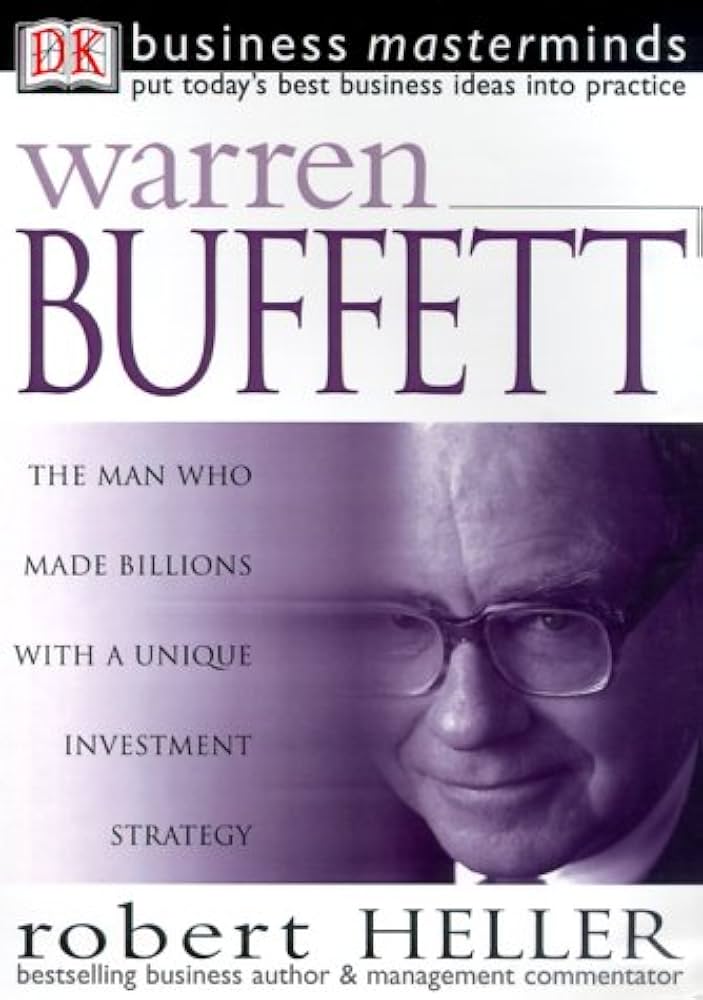 DK business masterminds
put today's best business ideas into practice
warren
BUFFETT
THE MAN WHO
MADE BILLIONS
WITH A UNIQUE
INVESTMENT
STRATEGY
robert HELLER
bestselling business author & management commentator